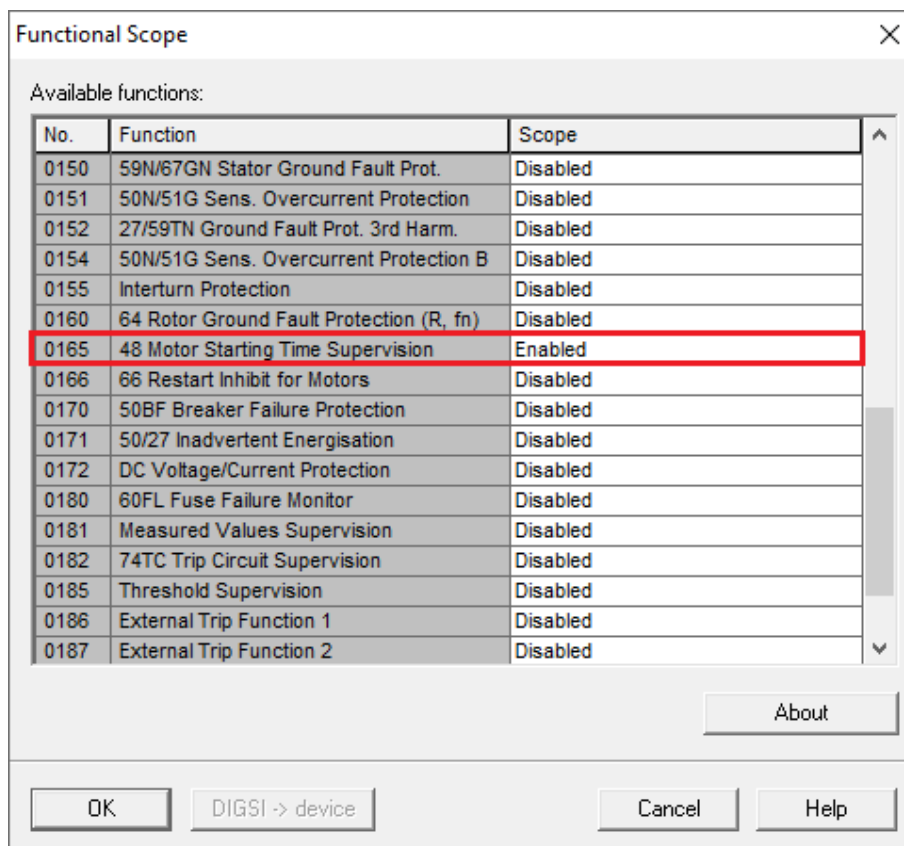 Functional Scope
Available functions:
No. Function Scope
0150 59N/67GN Stator Ground Fault Prot. Disabled
0151 50N/51G Sens. Overcurrent Protection Disabled
0152 27/59TN Ground Fault Prot. 3rd Harm. Disabled
0154 50N/51G Sens. Overcurrent Protection B Disabled
0155 Interturn Protection Disabled
0160 64 Rotor Ground Fault Protection (R, fn) Disabled
0165 48 Motor Starting Time Supervision Enabled
0166 66 Restart Inhibit for Motors Disabled
0170 50BF Breaker Failure Protection Disabled
0171 50/27 Inadvertent Energisation Disabled
0172 DC Voltage/Current Protection Disabled
0180 60FL Fuse Failure Monitor Disabled
0181 Measured Values Supervision Disabled
0182 74TC Trip Circuit Supervision Disabled
0185 Threshold Supervision Disabled
0186 External Trip Function 1 Disabled
0187 External Trip Function 2 Disabled
About
OK DIGSI -> device Cancel Help